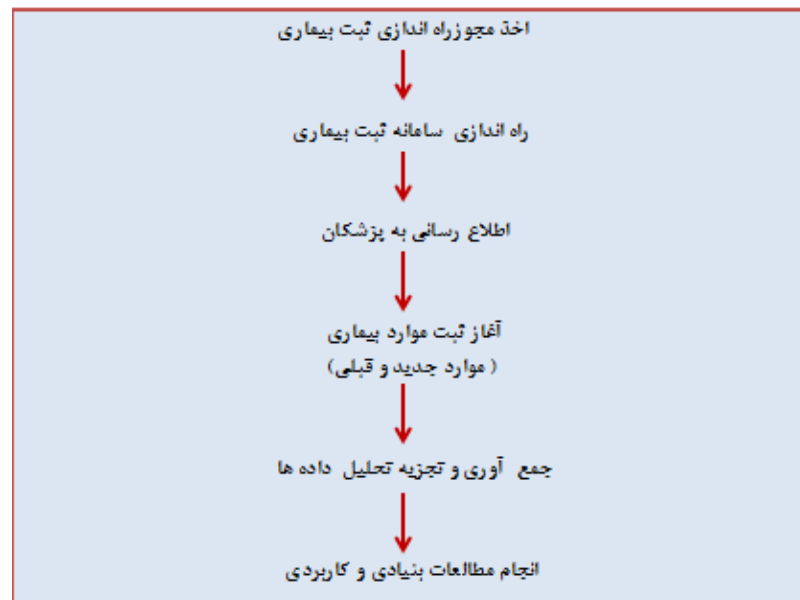 اخذ مجوزراه اندازی ثبت بیماری
راه اندازی سامانه ثبت بیماری
اطلاع رسانی به پزشکان
آغاز ثبت موارد بیماری
(موارد جدید و قبلی)
جمع آوری و تجزیه تحلیل داده ها
انجام مطالعات بنیادی و کاربردی